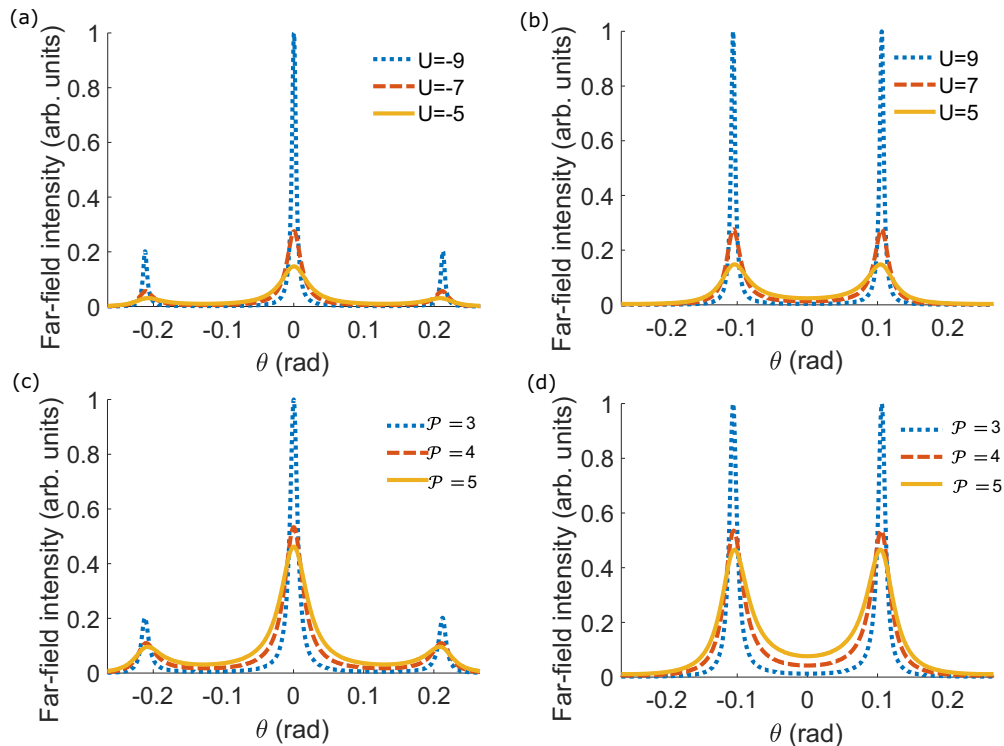 (a)
Far-field intensity (arb. units)
1
0.8
0.6
0.4
0.2
0
U=-9
U=-7
U=-5
-0.2
-0.1
0
0.1
0.2
θ (rad)
(b)
Far-field intensity (arb. units)
1
0.8
0.6
0.4
0.2
0
U=9
U=7
U=5
-0.2
-0.1
0
0.1
0.2
θ (rad)
(c)
Far-field intensity (arb. units)
1
0.8
0.6
0.4
0.2
0
𝒫 = 3
𝒫 = 4
𝒫 = 5
-0.2
-0.1
0
0.1
0.2
θ (rad)
(d)
Far-field intensity (arb. units)
1
0.8
0.6
0.4
0.2
0
𝒫 = 3
𝒫 = 4
𝒫 = 5
-0.2
-0.1
0
0.1
0.2
θ (rad)